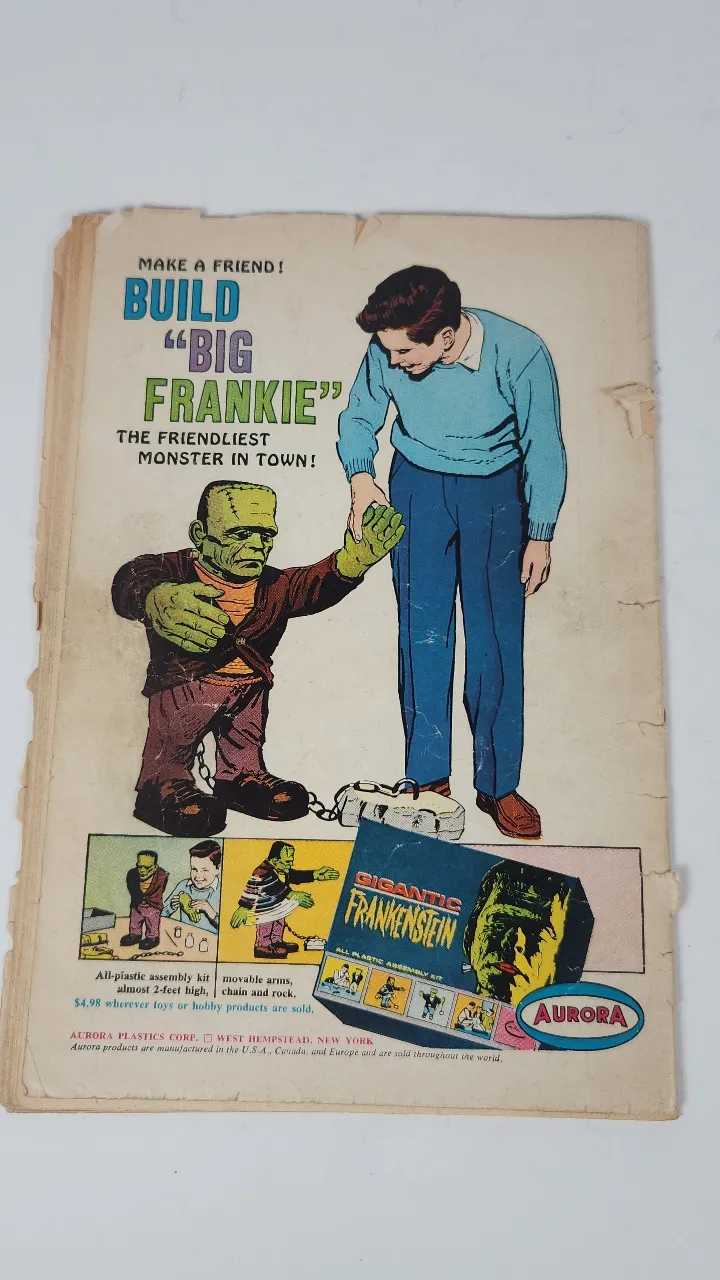 MAKE A FRIEND!
BUILD
"BIG
FRANKIE"
THE FRIENDLIEST
MONSTER IN TOWN!
GIGANTIC
FRANKENSTEIN
ALL PLASTIC ASSEMBLY KIT
AURORA
All-plastic assembly kit
almost 2-feet high,
movable arms,
chain and rock.
$4.98 wherever toys or hobby products are sold.
AURORA PLASTICS CORP. □ WEST HEMPSTEAD, NEW YORK
Aurora products are manufactured in the U.S.A., Canada, and Europe and are sold throughout the world.